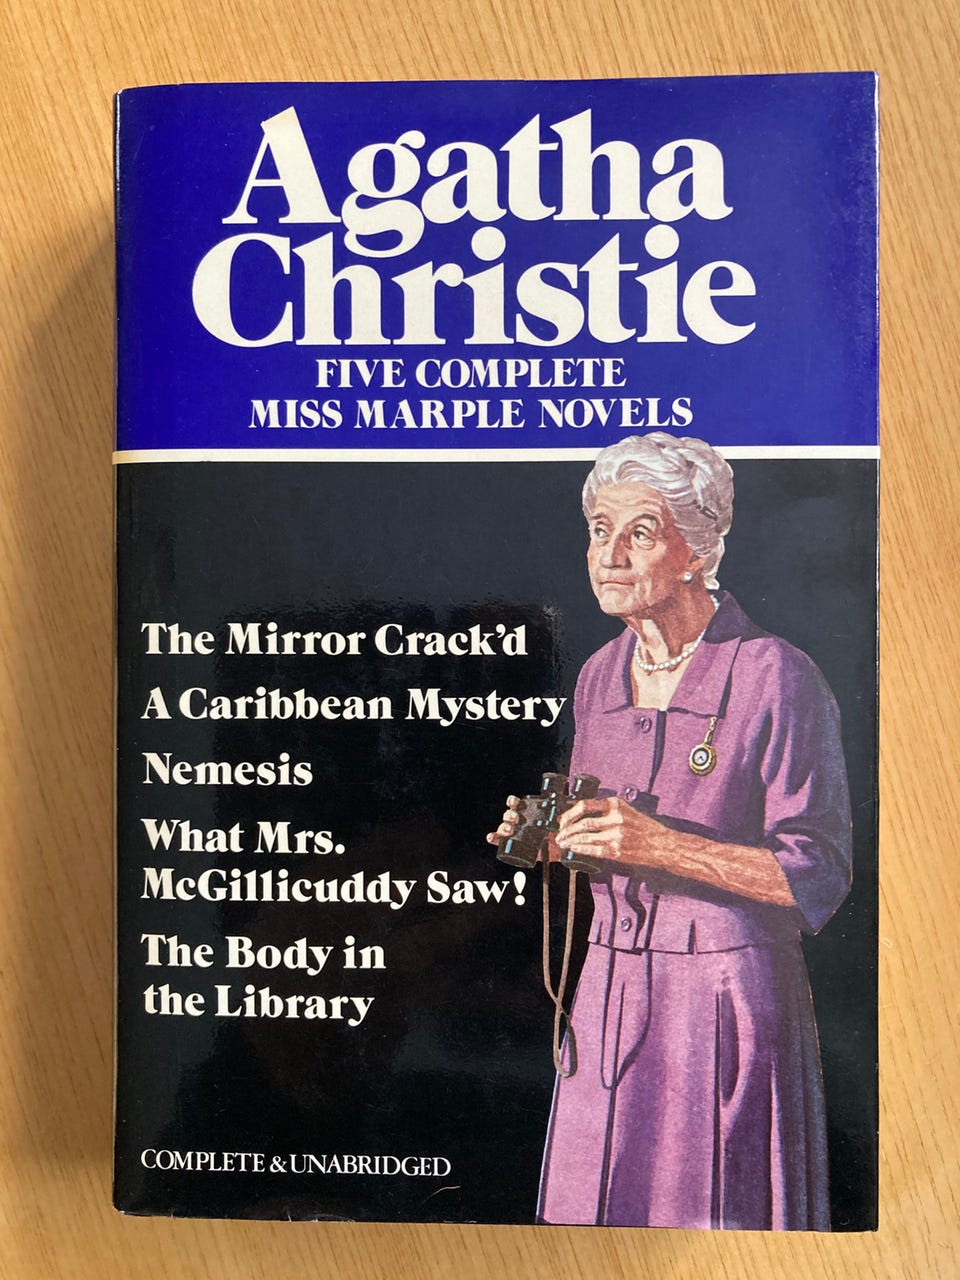 Agatha
Christie
FIVE COMPLETE
MISS MARPLE NOVELS
The Mirror Crack’d
A Caribbean Mystery
Nemesis
What Mrs.
McGillicuddy Saw!
The Body in
the Library
COMPLETE & UNABRIDGED